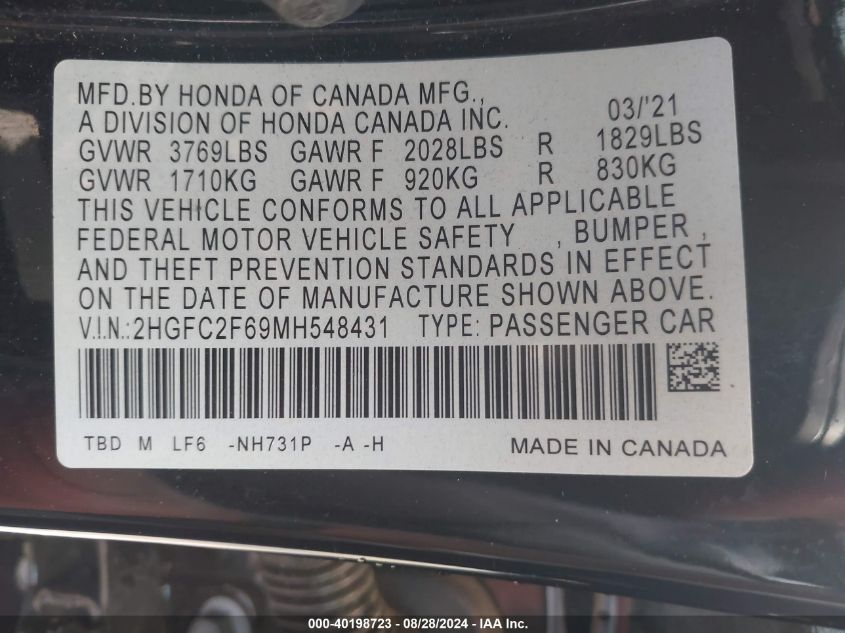 MFD.BY HONDA OF CANADA MFG.,
A DIVISION OF HONDA CANADA INC. 03/'21
GVWR 3769LBS GAWR F 2028LBS R 1829LBS
GVWR 1710KG GAWR F 920KG R 830KG
THIS VEHICLE CONFORMS TO ALL APPLICABLE
FEDERAL MOTOR VEHICLE SAFETY , BUMPER ,
AND THEFT PREVENTION STANDARDS IN EFFECT
ON THE DATE OF MANUFACTURE SHOWN ABOVE.
V.I.N.:2HGFC2F69MH548431 TYPE: PASSENGER CAR
TBD M LF6 -NH731P -A -H MADE IN CANADA
000-40198723 — 08/28/2024 - IAA Inc.